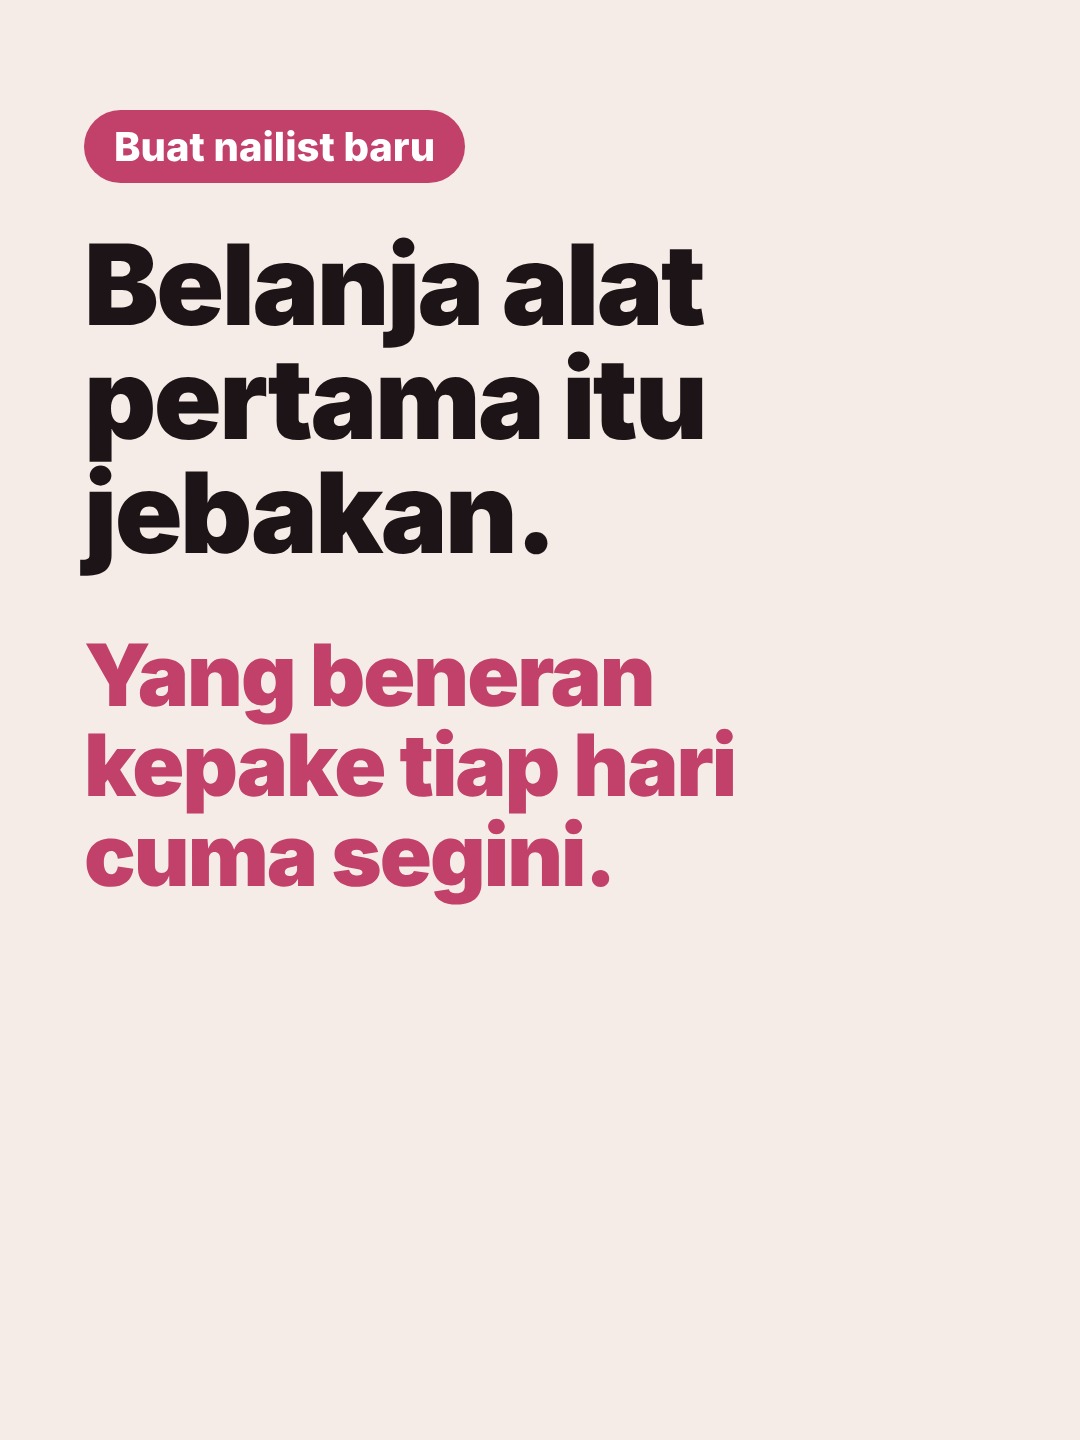 Buat nailist baru
Belanja alat
pertama itu
jebakan.
Yang beneran
kepake tiap hari
cuma segini.